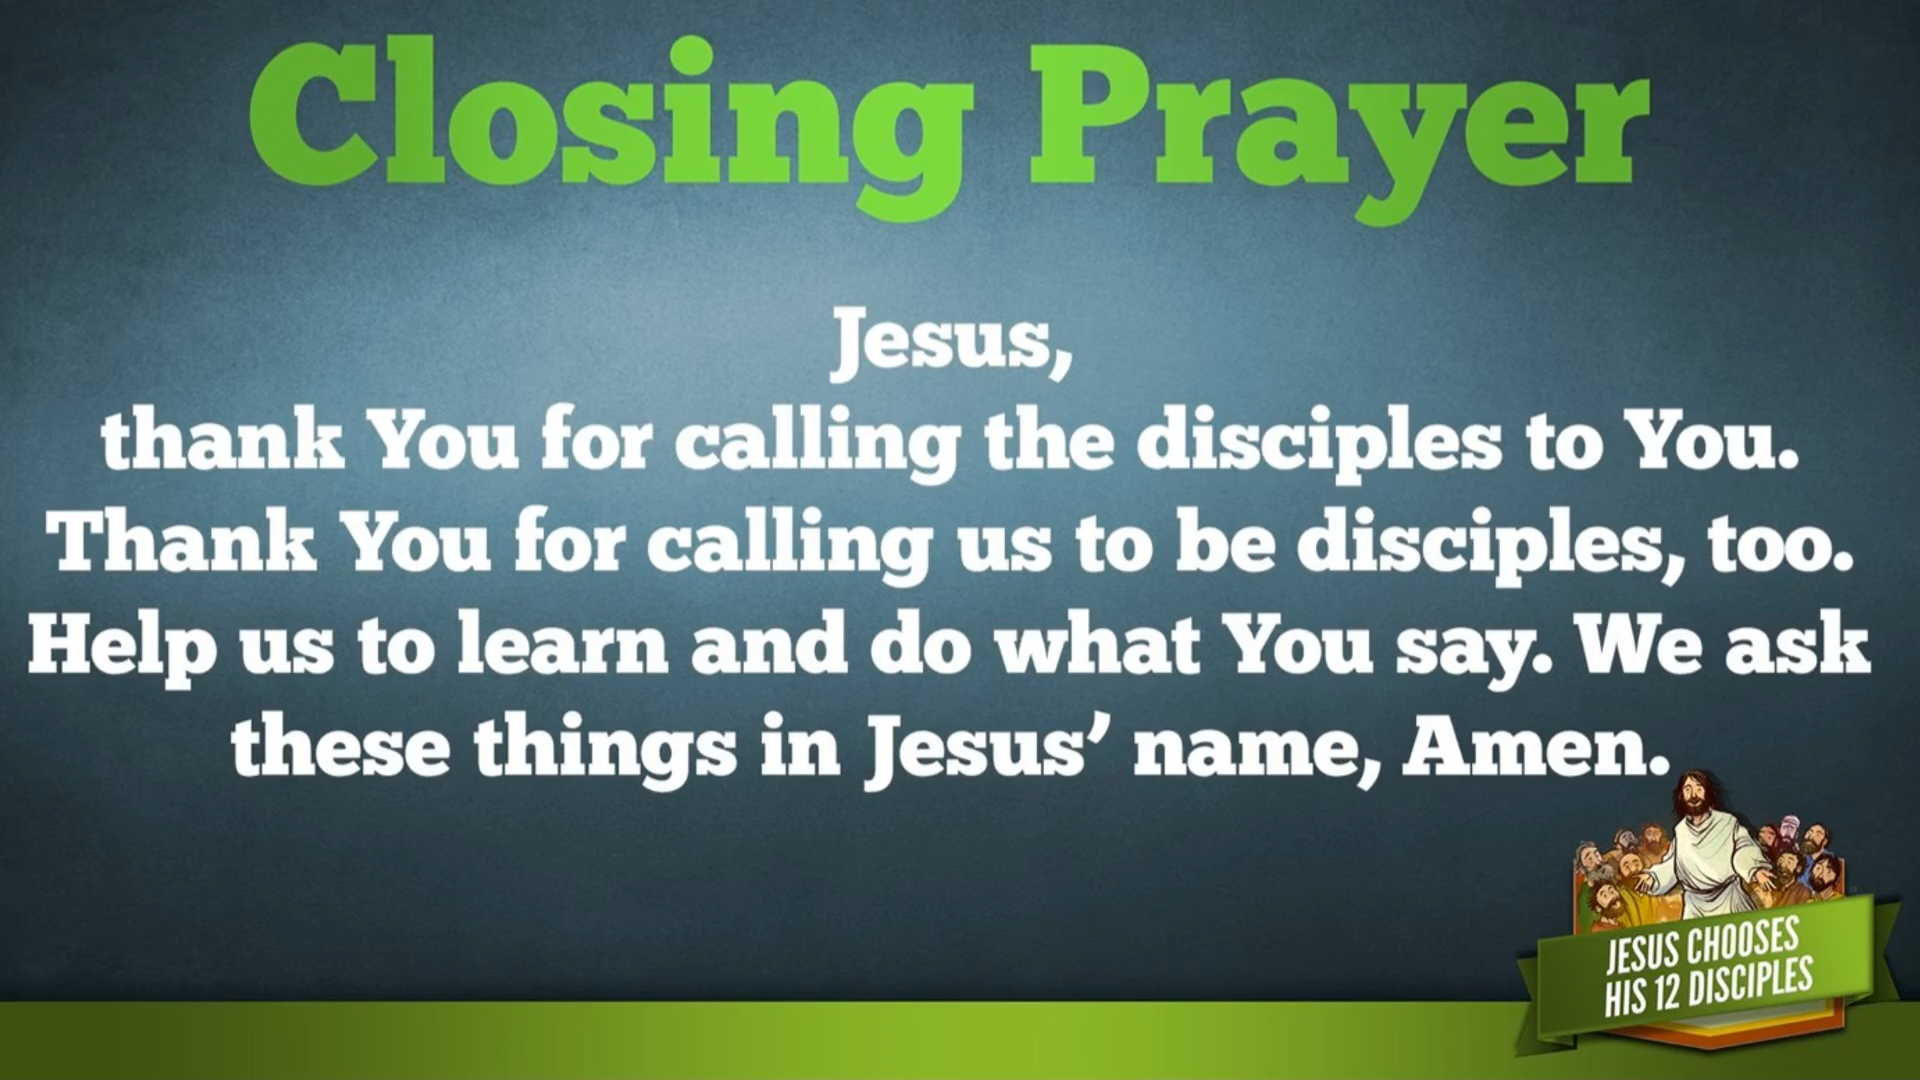 Closing Prayer
Jesus,
thank You for calling the disciples to You.
Thank You for calling us to be disciples, too.
Help us to learn and do what You say. We ask
these things in Jesus’ name, Amen.
JESUS CHOOSES
HIS 12 DISCIPLES